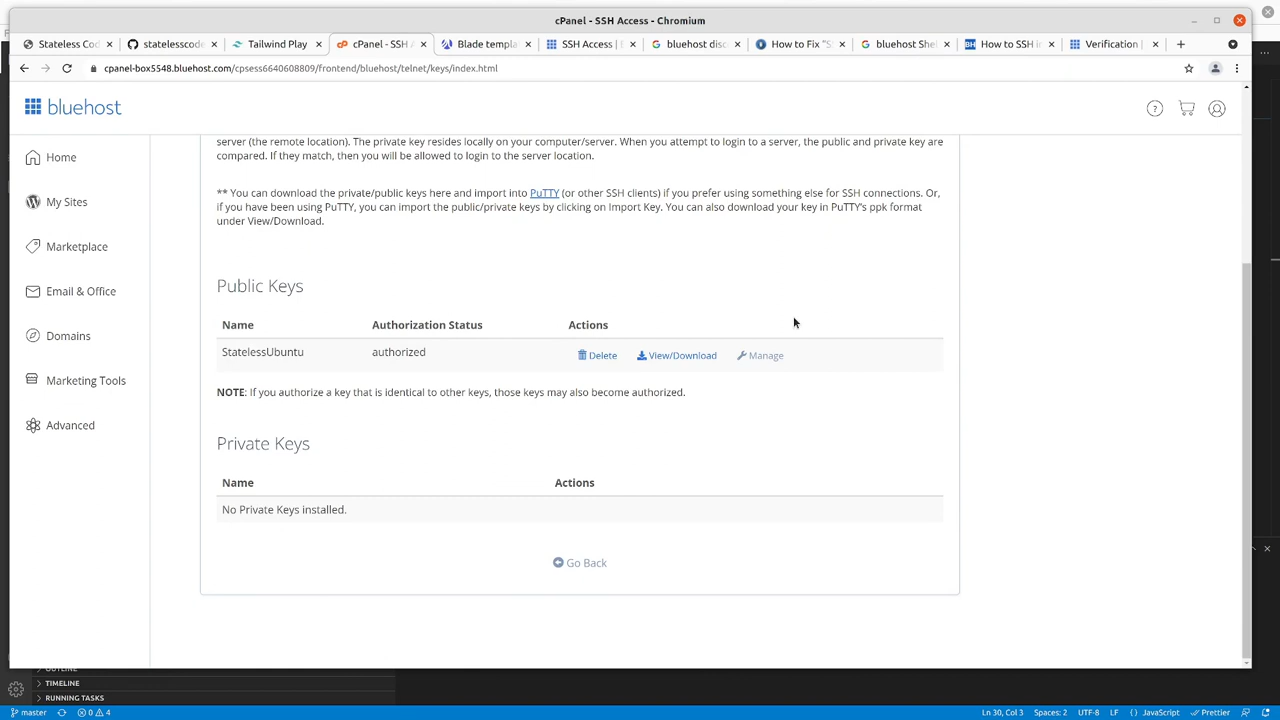 cPanel - SSH Access - Chromium
Stateless Cod
statelesscode
Tailwind Play
cPanel - SSH A
Blade templa
SSH Access |
bluehost disc
How to Fix "S
bluehost Shel
How to SSH in
Verification |
cpanel-box5548.bluehost.com/cpsess6640608809/frontend/bluehost/telnet/keys/index.html
bluehost
Home
My Sites
Marketplace
Email & Office
Domains
Marketing Tools
Advanced
server (the remote location). The private key resides locally on your computer/server. When you attempt to login to a server, the public and private key are
compared. If they match, then you will be allowed to login to the server location.
** You can download the private/public keys here and import into PuTTY (or other SSH clients) if you prefer using something else for SSH connections. Or,
if you have been using PuTTY, you can import the public/private keys by clicking on Import Key. You can also download your key in PuTTY's ppk format
under View/Download.
Public Keys
Name Authorization Status Actions
StatelessUbuntu authorized Delete View/Download Manage
NOTE: If you authorize a key that is identical to other keys, those keys may also become authorized.
Private Keys
Name Actions
No Private Keys installed.
Go Back
OUTLINE
TIMELINE
RUNNING TASKS
master 0 4 Ln 30, Col 3 Spaces: 2 UTF-8 LF {} JavaScript Prettier